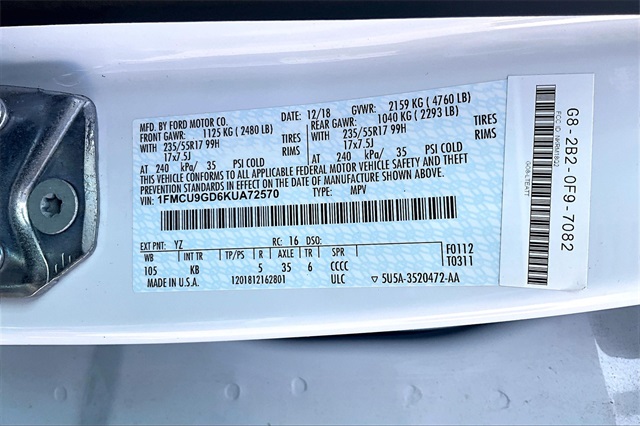 MFD. BY FORD MOTOR CO. 12/18 GVWR: 2159 KG ( 4760 LB)
FRONT GAWR: 1125 KG ( 2480 LB) REAR GAWR: 1040 KG ( 2293 LB)
235/55R17 99H TIRES 235/55R17 99H TIRES
17x7.5J RIMS 17x7.5J RIMS
AT 240 kPa/ 35 PSI COLD AT 240 kPa/ 35 PSI COLD
THIS VEHICLE CONFORMS TO ALL APPLICABLE FEDERAL MOTOR VEHICLE SAFETY AND THEFT
PREVENTION STANDARDS IN EFFECT ON THE DATE OF MANUFACTURE SHOWN ABOVE.
VIN: 1FMCU9GD6KUA72570 TYPE: MPV
EXT PNT: YZ RC: 16 DSO: F0112
WB INT TR TP/PS R AXLE TR SPR T0311
105 KB 5 35 6 CCCC
MADE IN U.S.A. 1201812162801 ULC 5U5A-3520472-AA
G8-2B2-0F9-7082